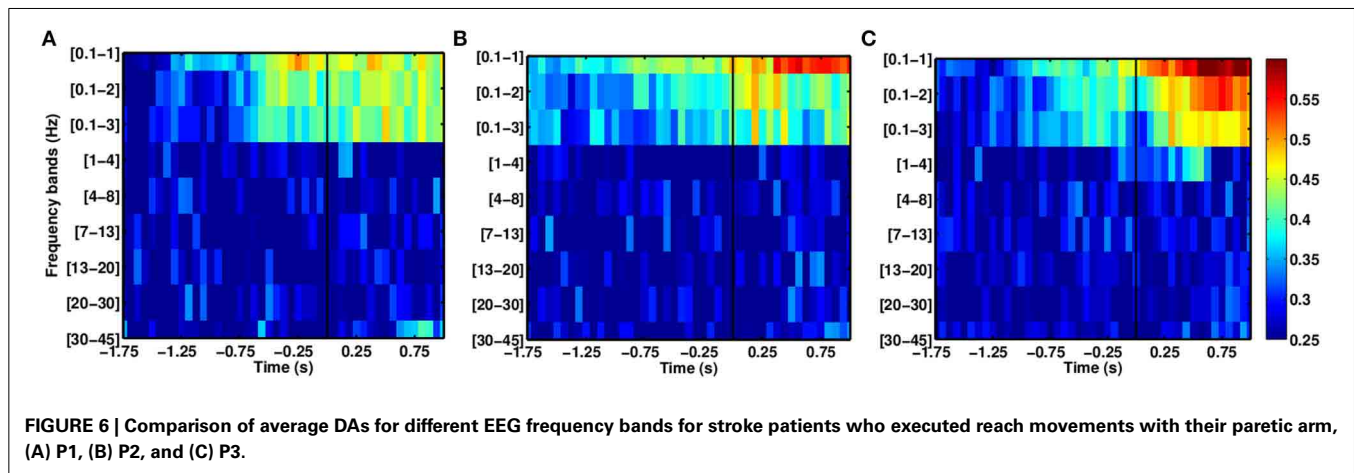 A
B
C
Frequency bands (Hz)
[0.1–1]
[0.1–2]
[0.1–3]
[1–4]
[4–8]
[7–13]
[13–20]
[20–30]
[30–45]
−1.75 −1.25 −0.75 −0.25 0.25 0.75
Time (s)
[0.1–1]
[0.1–2]
[0.1–3]
[1–4]
[4–8]
[7–13]
[13–20]
[20–30]
[30–45]
−1.75 −1.25 −0.75 −0.25 0.25 0.75
Time (s)
[0.1–1]
[0.1–2]
[0.1–3]
[1–4]
[4–8]
[7–13]
[13–20]
[20–30]
[30–45]
−1.75 −1.25 −0.75 −0.25 0.25 0.75
Time (s)
0.55
0.5
0.45
0.4
0.35
0.3
0.25
FIGURE 6 | Comparison of average DAs for different EEG frequency bands for stroke patients who executed reach movements with their paretic arm,
(A) P1, (B) P2, and (C) P3.